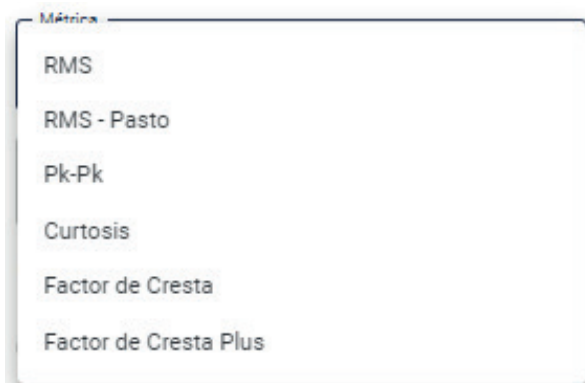 Métrica
RMS
RMS - Pasto
Pk-Pk
Curtosis
Factor de Cresta
Factor de Cresta Plus